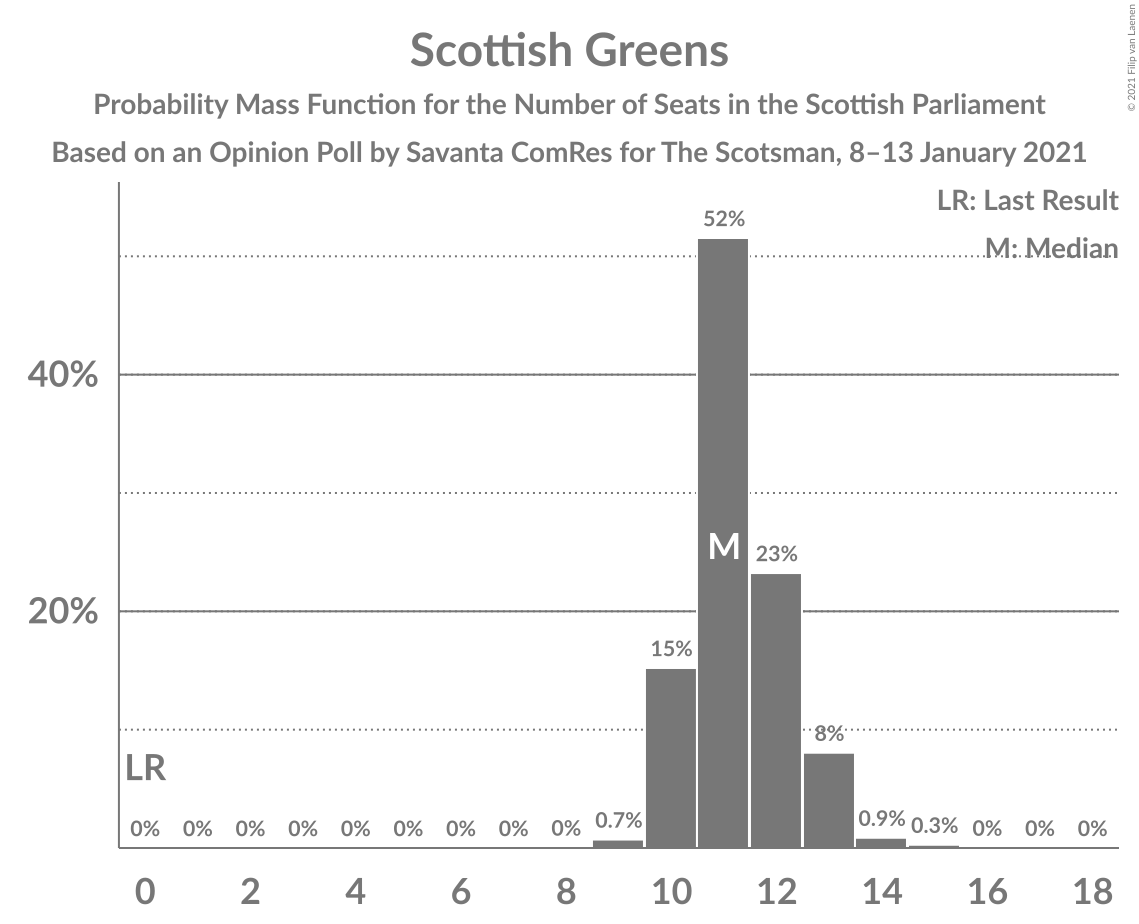 Scottish Greens
Probability Mass Function for the Number of Seats in the Scottish Parliament
Based on an Opinion Poll by Savanta ComRes for The Scotsman, 8–13 January 2021
© 2021 Filip van Laenen
LR: Last Result
M: Median
52%
40%
M
23%
20%
15%
8%
LR
0% 0% 0% 0% 0% 0% 0% 0% 0% 0.7% 0.9% 0.3% 0% 0% 0%
0 2 4 6 8 10 12 14 16 18